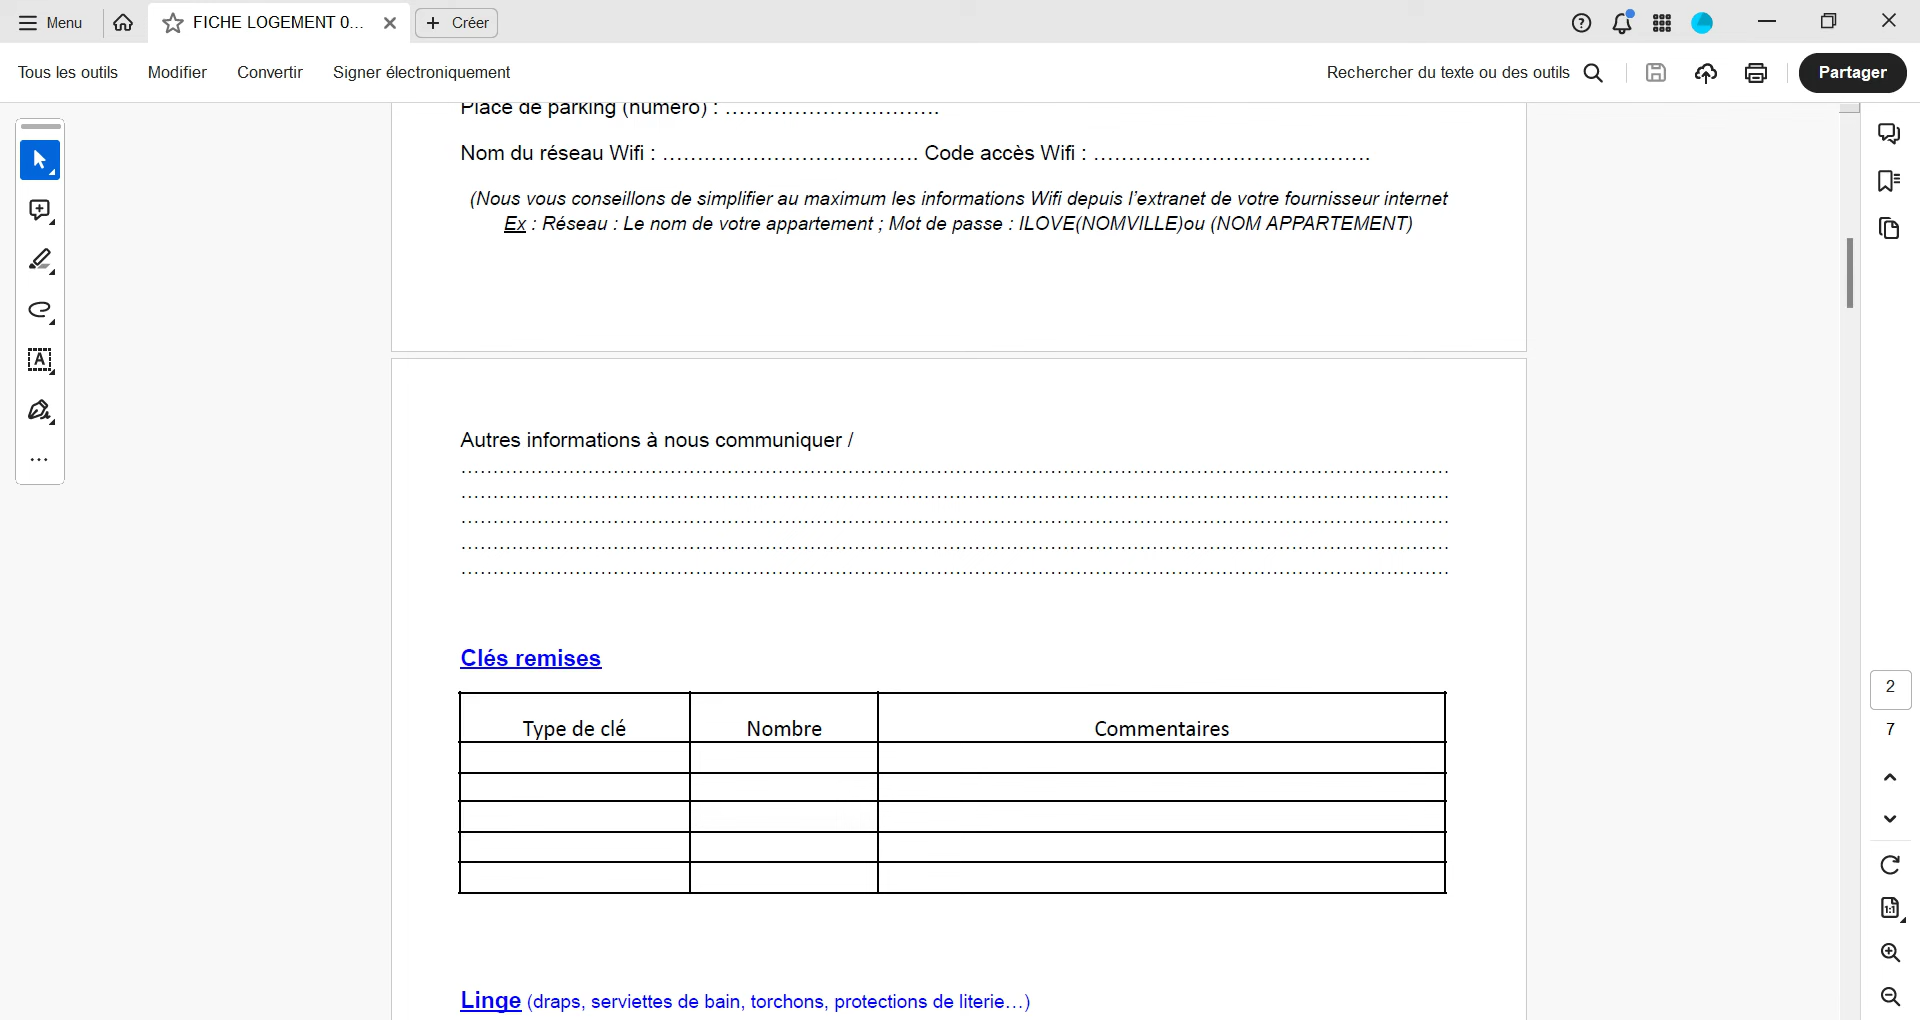 Menu
FICHE LOGEMENT 0...
Créer
Tous les outils
Modifier
Convertir
Signer électroniquement
Rechercher du texte ou des outils
Partager
Place de parking (numéro) : ..............................
Nom du réseau Wifi : ..................................... Code accès Wifi : ........................................
(Nous vous conseillons de simplifier au maximum les informations Wifi depuis l'extranet de votre fournisseur internet
Ex : Réseau : Le nom de votre appartement ; Mot de passe : ILOVE(NOMVILLE)ou (NOM APPARTEMENT)
Autres informations à nous communiquer /
Clés remises
Type de clé Nombre Commentaires
Linge (draps, serviettes de bain, torchons, protections de literie…)
2
7